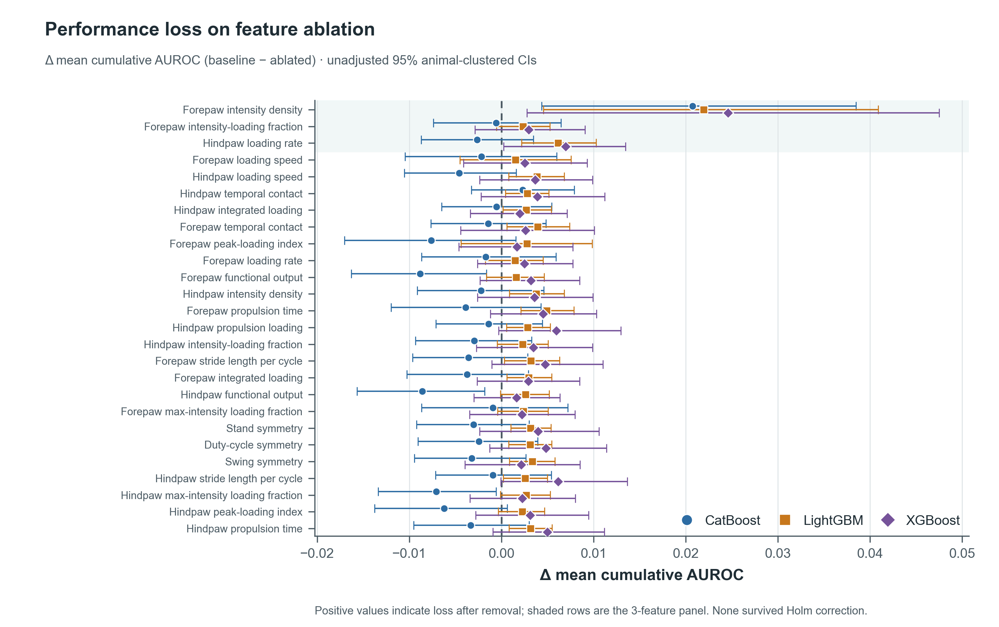 Performance loss on feature ablation
Δ mean cumulative AUROC (baseline − ablated) · unadjusted 95% animal-clustered CIs
Forepaw intensity density
Forepaw intensity-loading fraction
Hindpaw loading rate
Forepaw loading speed
Hindpaw loading speed
Hindpaw temporal contact
Hindpaw integrated loading
Forepaw temporal contact
Forepaw peak-loading index
Forepaw loading rate
Forepaw functional output
Hindpaw intensity density
Forepaw propulsion time
Hindpaw propulsion loading
Hindpaw intensity-loading fraction
Forepaw stride length per cycle
Forepaw integrated loading
Hindpaw functional output
Forepaw max-intensity loading fraction
Stand symmetry
Duty-cycle symmetry
Swing symmetry
Hindpaw stride length per cycle
Hindpaw max-intensity loading fraction
Hindpaw peak-loading index
Hindpaw propulsion time
CatBoost LightGBM XGBoost
−0.02 −0.01 0.00 0.01 0.02 0.03 0.04 0.05
Δ mean cumulative AUROC
Positive values indicate loss after removal; shaded rows are the 3-feature panel. None survived Holm correction.